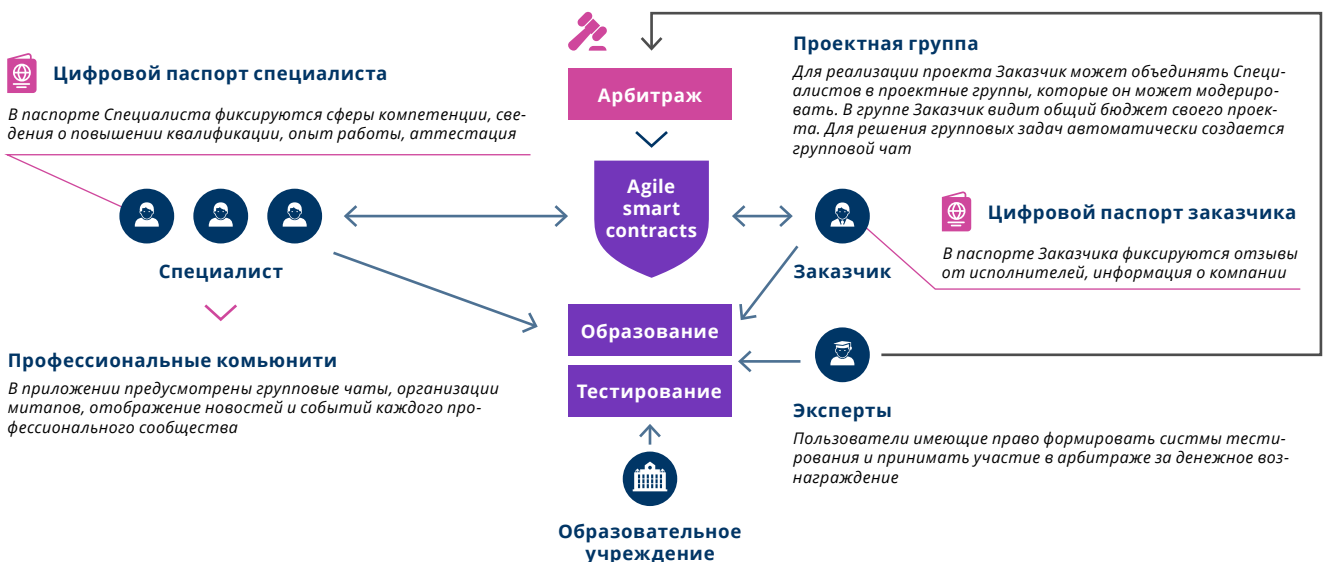 Цифровой паспорт специалиста
В паспорте Специалиста фиксируются сферы компетенции, све-
дения о повышении квалификации, опыт работы, аттестация
Арбитраж
Проектная группа
Для реализации проекта Заказчик может объединять Специ-
алистов в проектные группы, которые он может модериро-
вать. В группе Заказчик видит общий бюджет своего проек-
та. Для решения групповых задач автоматически создается
групповой чат
Специалист
Agile
smart
contracts
Заказчик
Цифровой паспорт заказчика
В паспорте Заказчика фиксируются отзывы
от исполнителей, информация о компании
Профессиональные комьюнити
В приложении предусмотрены групповые чаты, организации
митапов, отображение новостей и событий каждого про-
фессионального сообщества
Образование
Тестирование
Эксперты
Пользователи имеющие право формировать систмы тести-
рования и принимать участие в арбитраже за денежное воз-
награждение
Образовательное
учреждение